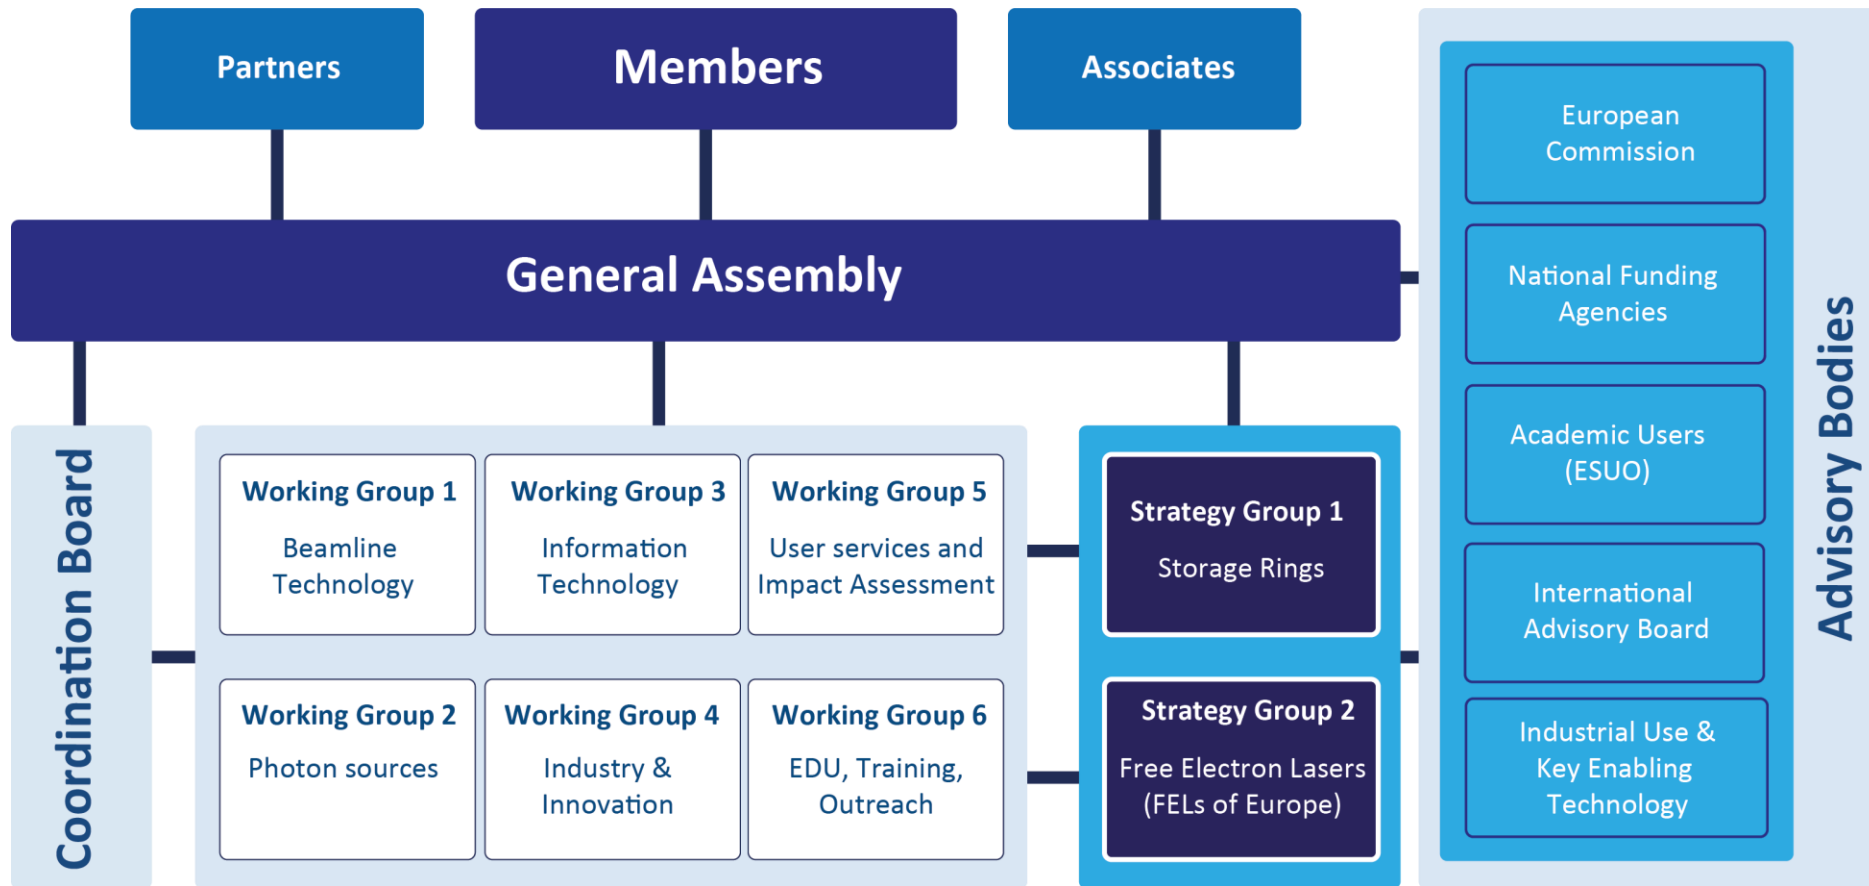 Partners
Members
Associates
General Assembly
Coordination Board
Working Group 1
Beamline
Technology
Working Group 3
Information
Technology
Working Group 5
User services and
Impact Assessment
Working Group 2
Photon sources
Working Group 4
Industry &
Innovation
Working Group 6
EDU, Training,
Outreach
Strategy Group 1
Storage Rings
Strategy Group 2
Free Electron Lasers
(FELs of Europe)
European
Commission
National Funding
Agencies
Academic Users
(ESUO)
International
Advisory Board
Industrial Use &
Key Enabling
Technology
Advisory Bodies